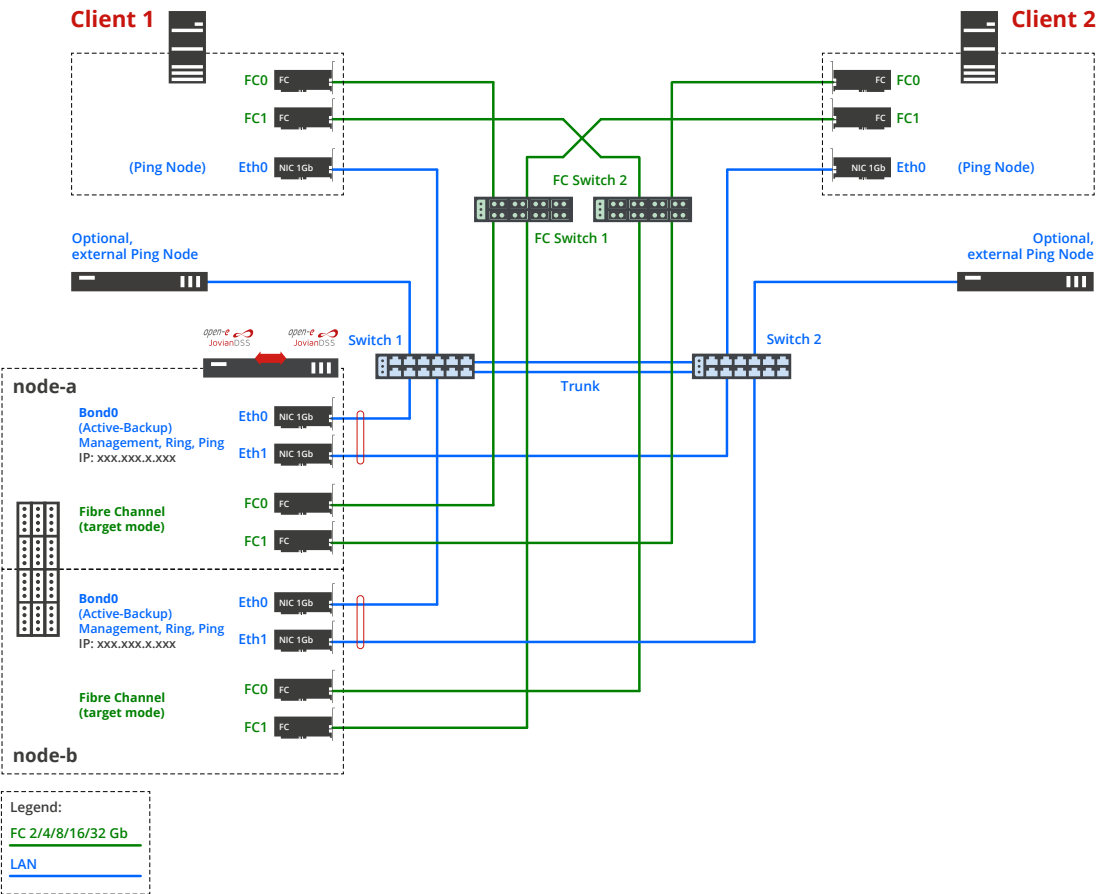 Client 1
Client 2
FC0
FC
FC
FC0
FC1
FC
FC
FC1
(Ping Node)
Eth0
NIC 1Gb
NIC 1Gb
Eth0
(Ping Node)
FC Switch 2
FC Switch 1
Optional,
external Ping Node
Optional,
external Ping Node
open-e
JovianDSS
open-e
JovianDSS
Switch 1
Switch 2
Trunk
node-a
Bond0
(Active-Backup)
Management, Ring, Ping
IP: xxx.xxx.x.xxx
Eth0
NIC 1Gb
Eth1
NIC 1Gb
Fibre Channel
(target mode)
FC0
FC
FC1
FC
Bond0
(Active-Backup)
Management, Ring, Ping
IP: xxx.xxx.x.xxx
Eth0
NIC 1Gb
Eth1
NIC 1Gb
Fibre Channel
(target mode)
FC0
FC
FC1
FC
node-b
Legend:
FC 2/4/8/16/32 Gb
LAN